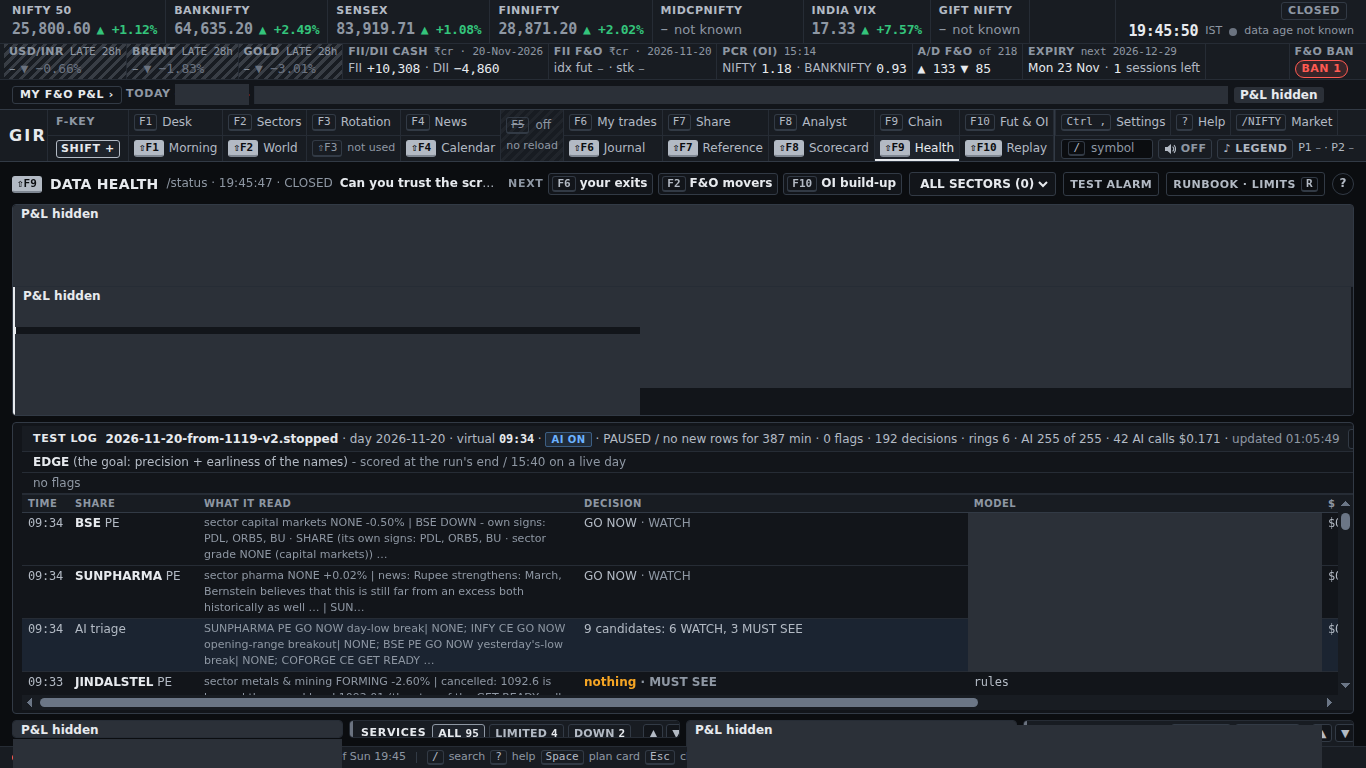 NIFTY 50 BANKNIFTY SENSEX FINNIFTY MIDCPNIFTY INDIA VIX GIFT NIFTY CLOSED
25,800.60 ▲ +1.12% 64,635.20 ▲ +2.49% 83,919.71 ▲ +1.08% 28,871.20 ▲ +2.02% – not known 17.33 ▲ +7.57% – not known 19:45:50 IST ● data age not known
USD/INR LATE 28h BRENT LATE 28h GOLD LATE 28h FII/DII CASH ₹cr · 20-Nov-2026 FII F&O ₹cr · 2026-11-20 PCR (OI) 15:14 A/D F&O of 218 EXPIRY next 2026-12-29 F&O BAN
– ▼ −0.66% – ▼ −1.83% – ▼ −3.01% FII +10,308 · DII −4,860 idx fut – · stk – NIFTY 1.18 · BANKNIFTY 0.93 ▲ 133 ▼ 85 Mon 23 Nov · 1 sessions left BAN 1
MY F&O P&L › TODAY P&L hidden
GIR F-KEY F1 Desk F2 Sectors F3 Rotation F4 News F5 off F6 My trades F7 Share F8 Analyst F9 Chain F10 Fut & OI Ctrl , Settings ? Help /NIFTY Market
SHIFT + ⇧F1 Morning ⇧F2 World ⇧F3 not used ⇧F4 Calendar no reload ⇧F6 Journal ⇧F7 Reference ⇧F8 Scorecard ⇧F9 Health ⇧F10 Replay / symbol OFF ♪ LEGEND P1 – · P2 –
⇧F9 DATA HEALTH /status · 19:45:47 · CLOSED Can you trust the scr… NEXT F6 your exits F2 F&O movers F10 OI build-up ALL SECTORS (0) TEST ALARM RUNBOOK · LIMITS R ?
P&L hidden
P&L hidden
TEST LOG 2026-11-20-from-1119-v2.stopped · day 2026-11-20 · virtual 09:34 · AI ON · PAUSED / no new rows for 387 min · 0 flags · 192 decisions · rings 6 · AI 255 of 255 · 42 AI calls $0.171 · updated 01:05:49
EDGE (the goal: precision + earliness of the names) - scored at the run's end / 15:40 on a live day
no flags
TIME SHARE WHAT IT READ DECISION MODEL $
09:34 BSE PE sector capital markets NONE -0.50% | BSE DOWN - own signs: GO NOW · WATCH
PDL, ORB5, BU · SHARE (its own signs: PDL, ORB5, BU · sector
grade NONE (capital markets)) …
09:34 SUNPHARMA PE sector pharma NONE +0.02% | news: Rupee strengthens: March, GO NOW · WATCH
Bernstein believes that this is still far from an excess both
historically as well … | SUN…
09:34 AI triage SUNPHARMA PE GO NOW day-low break| NONE; INFY CE GO NOW 9 candidates: 6 WATCH, 3 MUST SEE
opening-range breakout| NONE; BSE PE GO NOW yesterday's-low
break| NONE; COFORGE CE GET READY …
09:33 JINDALSTEL PE sector metals & mining FORMING -2.60% | cancelled: 1092.6 is nothing · MUST SEE rules
P&L hidden SERVICES ALL 95 LIMITED 4 DOWN 2 ▲ ▼ P&L hidden ▲ ▼
f Sun 19:45 / search ? help Space plan card Esc